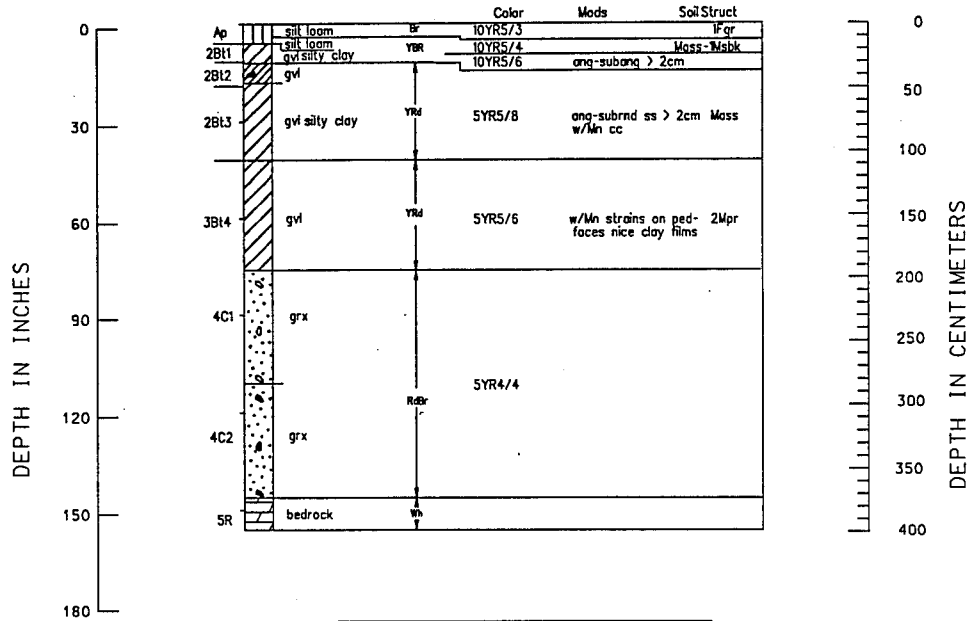 Color Mods Soil Struct
0 Ap silt loam Br 10YR5/3 1Fgr 0
silt loam YBR 10YR5/4 Mass-1Msbk
2Bt1 gvl silty clay 10YR5/6 ang-subang > 2cm
2Bt2 gvl
50
YRd 5YR5/8 ang-subrnd ss > 2cm Mass
30 2Bt3 gvl silty clay w/Mn cc
100
60 3Bt4 gvl YRd 5YR5/6 w/Mn strains on ped- 2Mpr 150
faces nice clay films
200
90 4C1 grx
250
5YR4/4
RdBr 300
120
4C2 grx
350
150 5R bedrock Wh
400
180
DEPTH IN INCHES
DEPTH IN CENTIMETERS